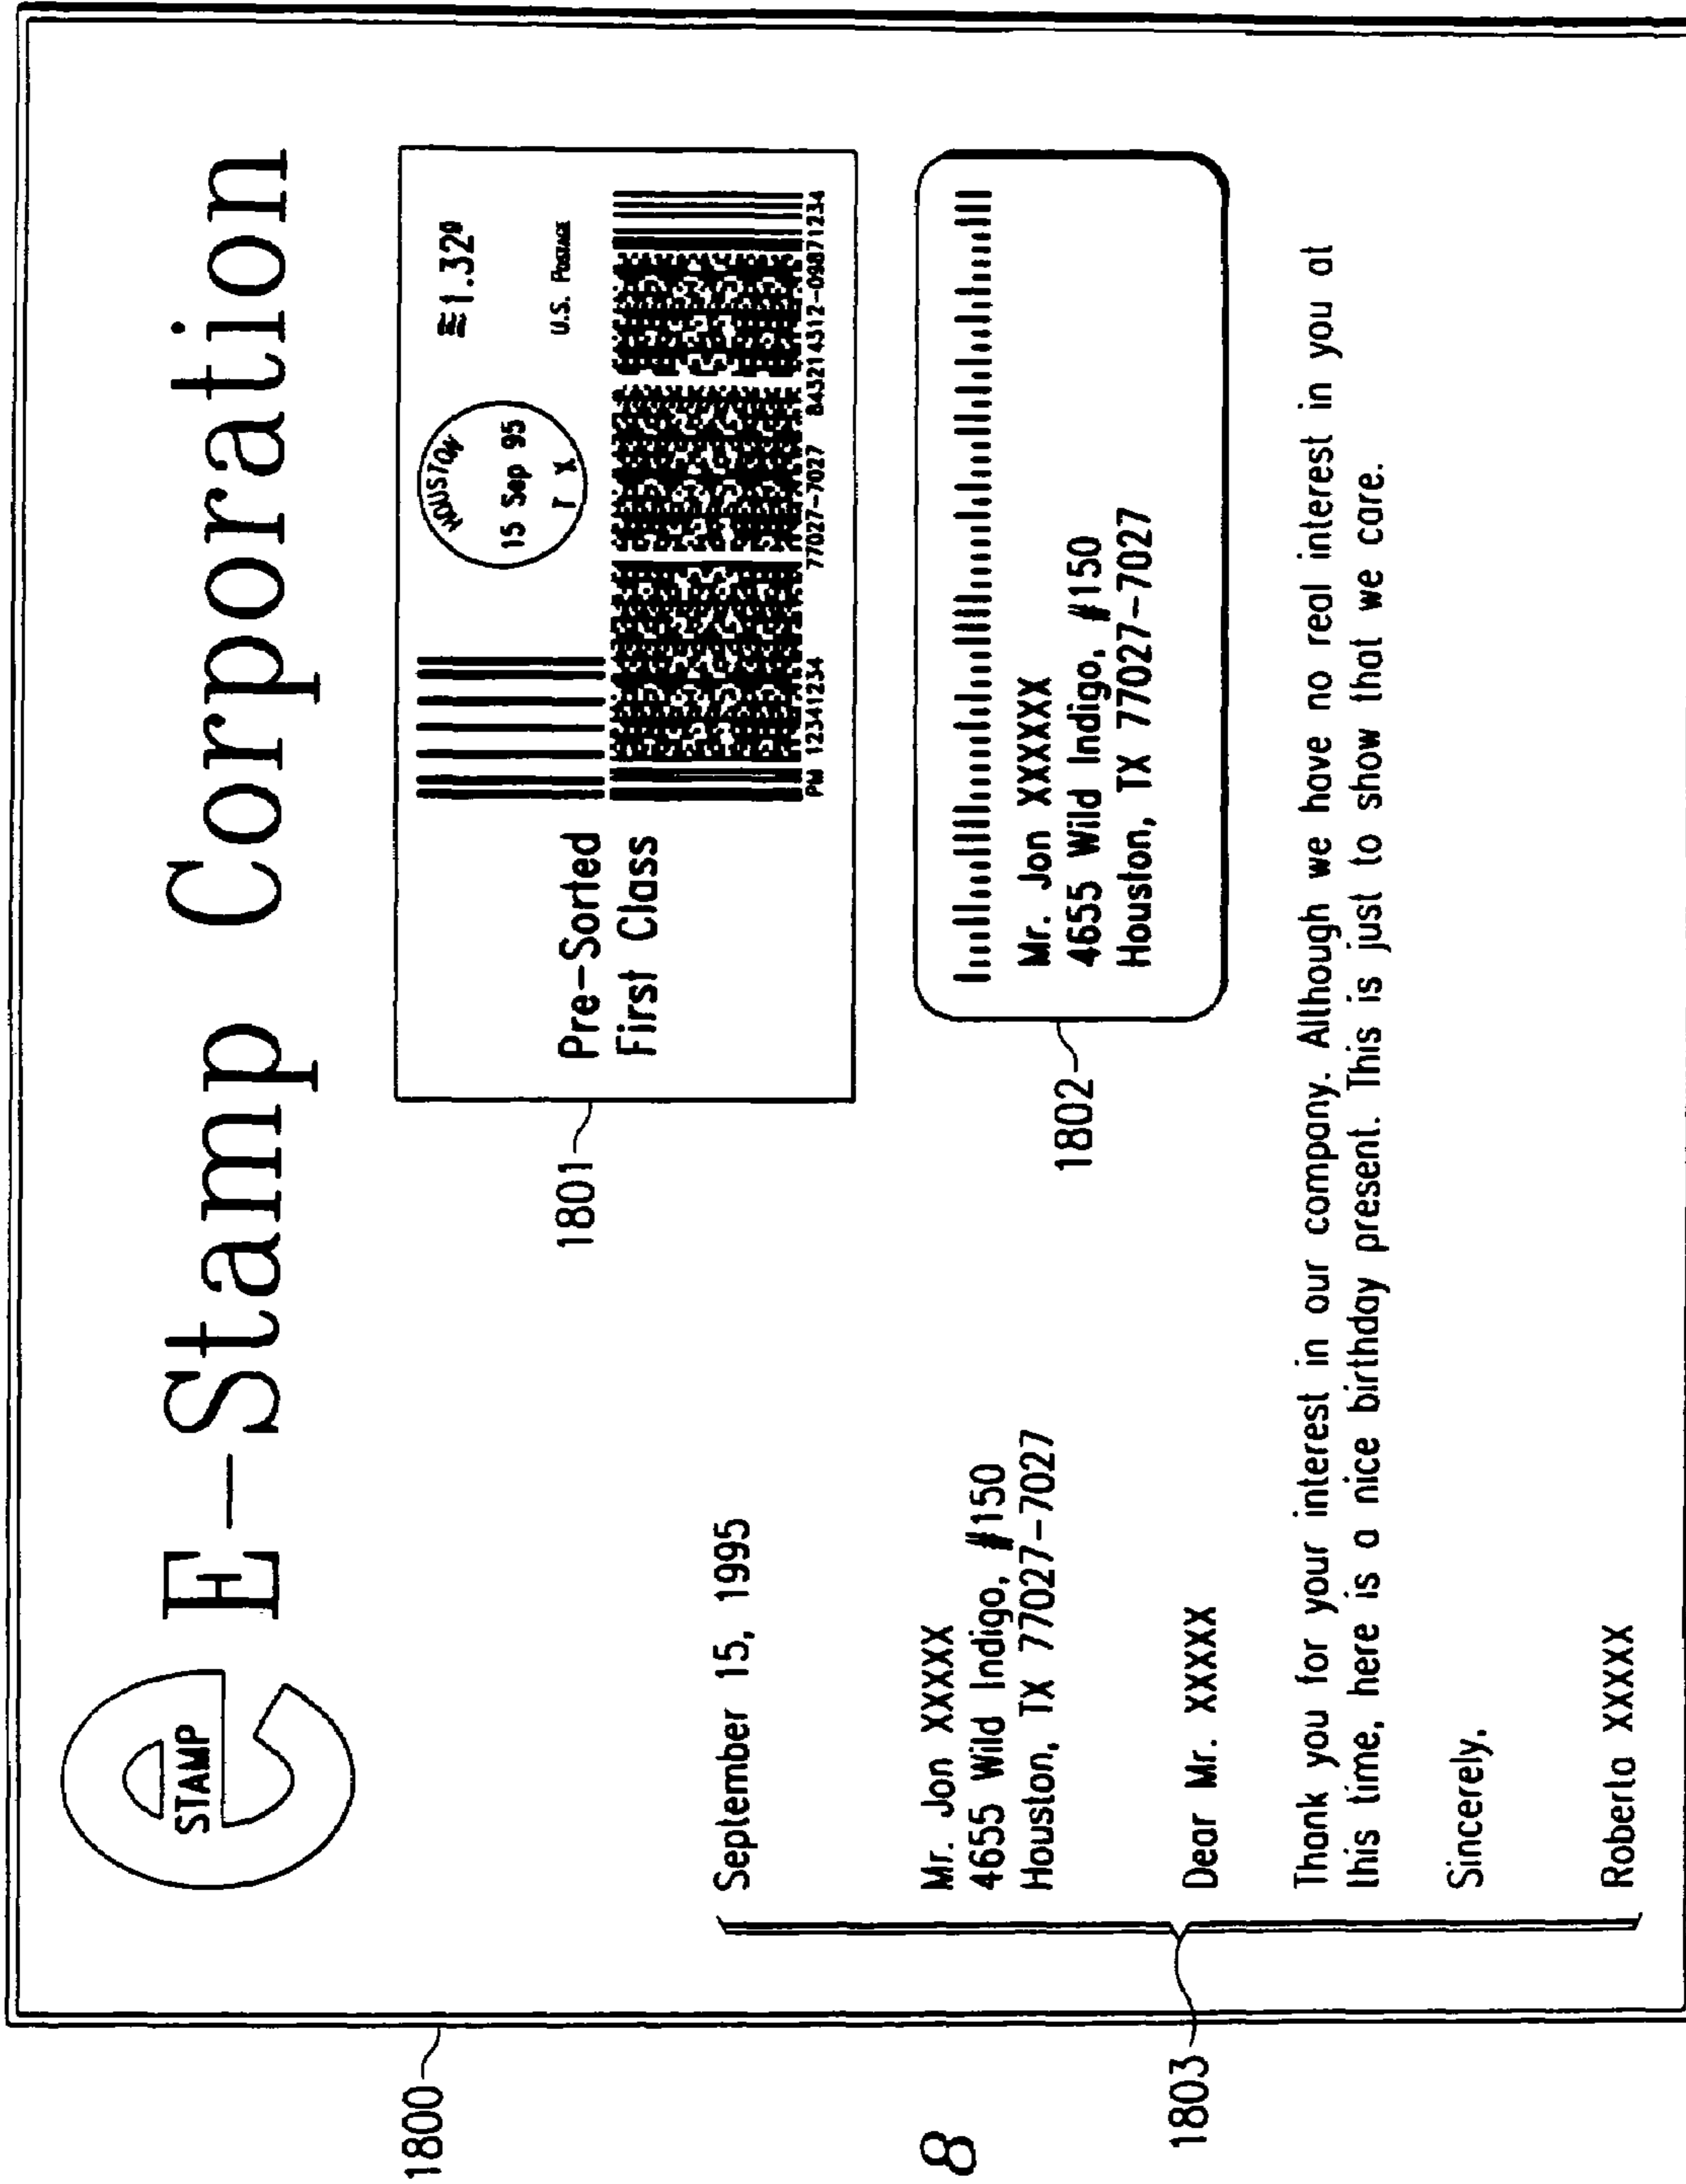 STAMP
E-Stamp Corporation
1800
1801
Pre-Sorted
First Class
HOUSTON
15 Sep 95
TX
1.32
U.S. POSTAGE
PM 12341234 77027-7027 843214312-09871234
1802
Mr. Jon XXXXX
4655 Wild Indigo, #150
Houston, TX 77027-7027
September 15, 1995
Mr. Jon XXXXX
4655 Wild Indigo, #150
Houston, TX 77027-7027
Dear Mr. XXXXX
Thank you for your interest in our company. Although we have no real interest in you at
this time, here is a nice birthday present. This is just to show that we care.
Sincerely,
Roberto XXXXX
1803
8